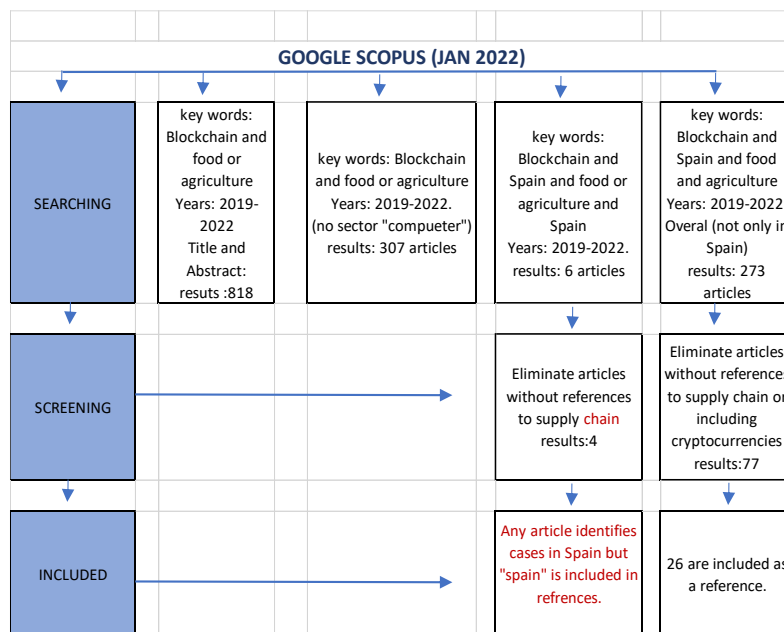 GOOGLE SCOPUS (JAN 2022)
SEARCHING
key words:
Blockchain and
food or
agriculture
Years: 2019-
2022
Title and
Abstract:
resuts :818
key words: Blockchain
and food or agriculture
Years: 2019-2022.
(no sector "compueter")
results: 307 articles
key words:
Blockchain and
Spain and food or
agriculture and
Spain
Years: 2019-2022.
results: 6 articles
key words:
Blockchain and
Spain and food
and agriculture
Years: 2019-2022
Overal (not only in
Spain)
results: 273
articles
SCREENING
Eliminate articles
without references
to supply chain
results:4
Eliminate articles
without references
to supply chain or
including
cryptocurrencies
results:77
INCLUDED
Any article identifies
cases in Spain but
"spain" is included in
refrences.
26 are included as
a reference.